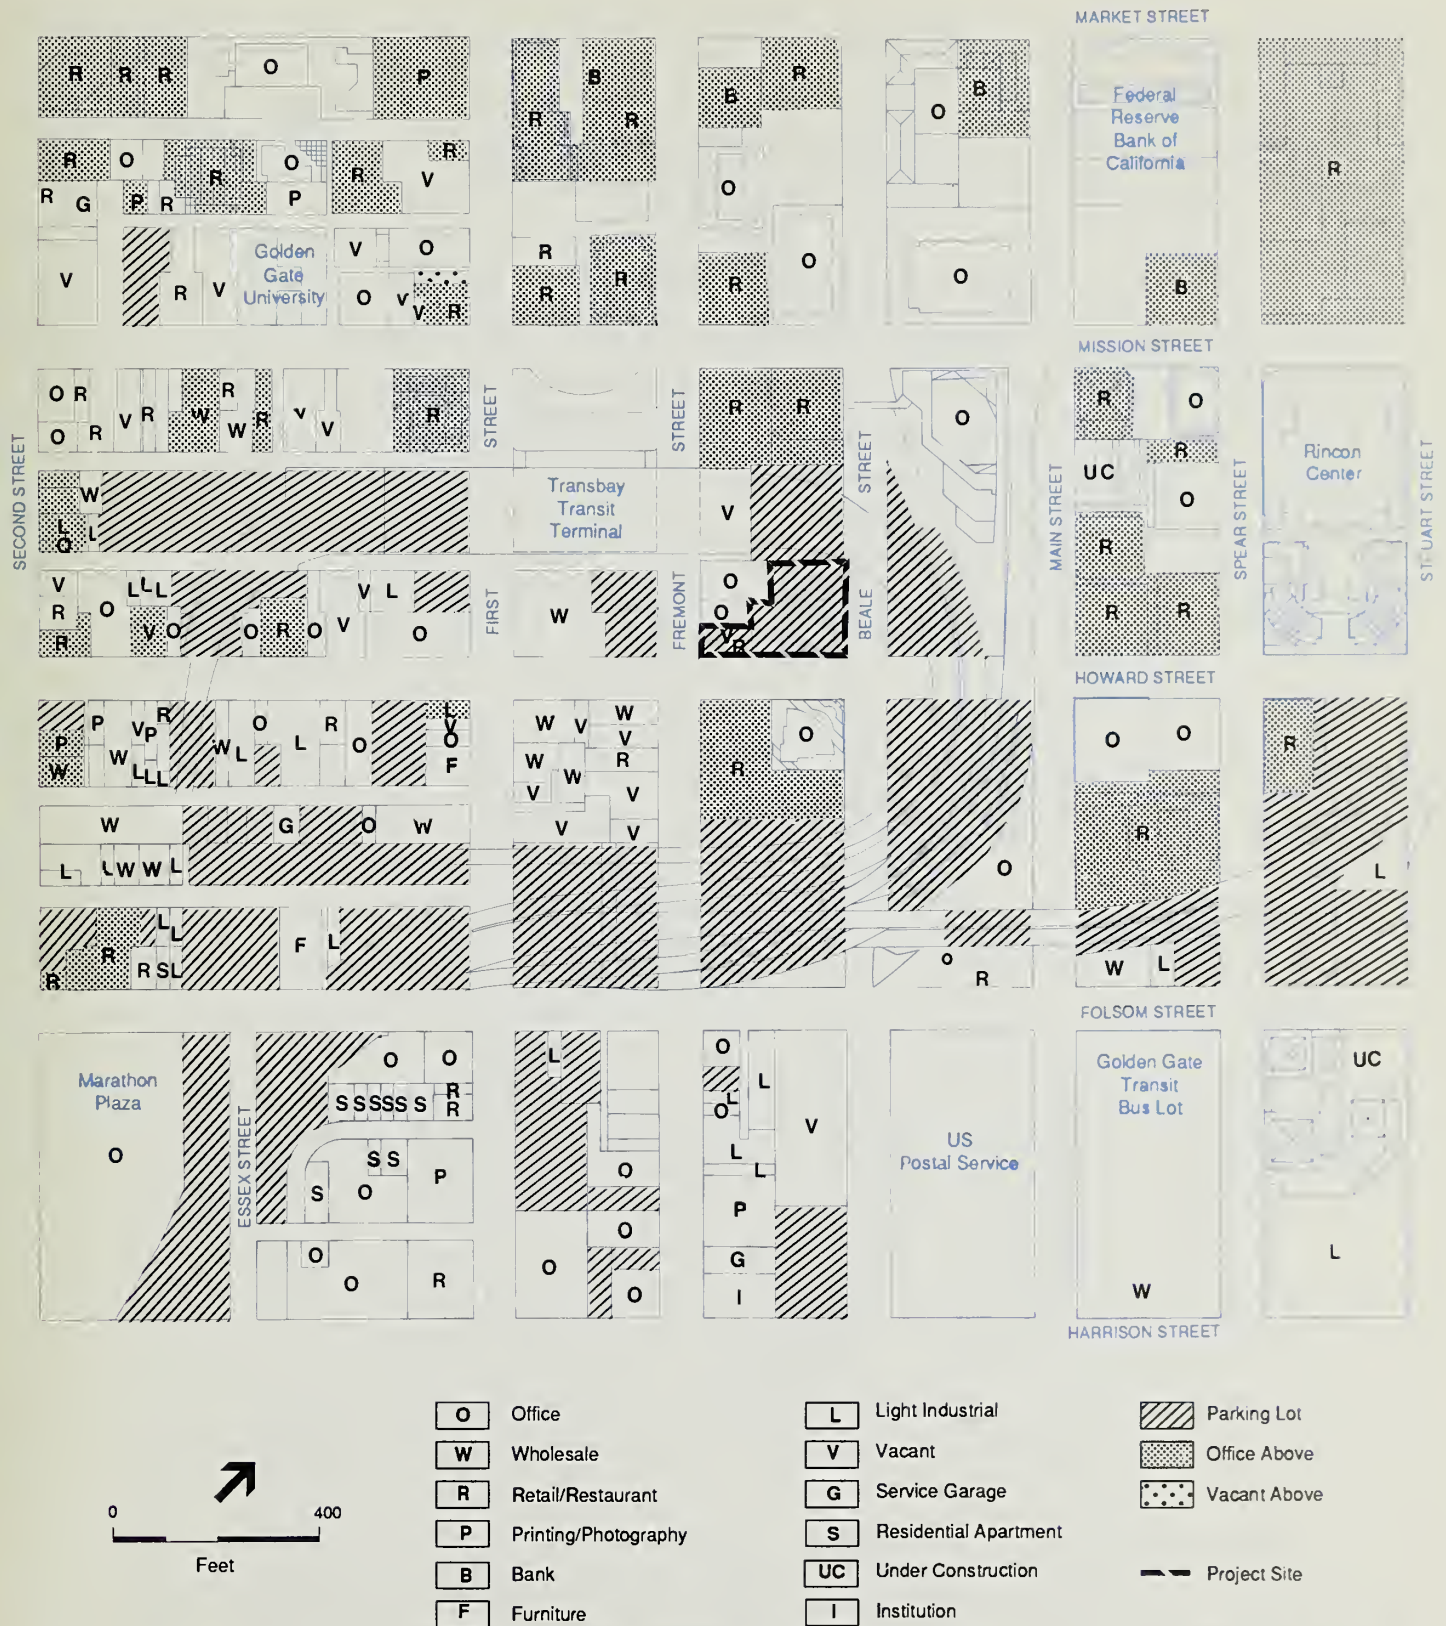 MARKET STREET
R R R O P R B R B R O B Federal
Reserve
Bank of
California
R
R O R O R R V
R G P R P
O
V Golden
Gate
University
V O
R V O V V R
R R R R O O B
MISSION STREET
SECOND STREET
STREET
STREET
STREET
MAIN STREET
SPEAR STREET
STEUART STREET
O R V R W R W R V V R
O R
R R O R O
R
UC O
Rincon
Center
W
L L
O
Transbay
Transit
Terminal
V
R
R R
V L L L V L
R O V O O R O V O
R
FIRST
W
FREMONT
O
O
V R
BEALE
HOWARD STREET
P V P R O R L V O F
P W W L L L W L L O
W V W V
W W R
V V
V V
R O
O O
R
R
W G O W
L L W W L
O
L
R R L L
R S L
F L
O R
W L
FOLSOM STREET
Marathon
Plaza
O
ESSEX STREET
O O
S S S S S S R
R
S S
S O P
O O R
L
O
O
O O
O
L
O L
L L
P
G
I
V
US
Postal Service
Golden Gate
Transit
Bus Lot
W
UC
L
HARRISON STREET
O Office
W Wholesale
R Retail/Restaurant
P Printing/Photography
B Bank
F Furniture
L Light Industrial
V Vacant
G Service Garage
S Residential Apartment
UC Under Construction
I Institution
Parking Lot
Office Above
Vacant Above
Project Site
0 400
Feet